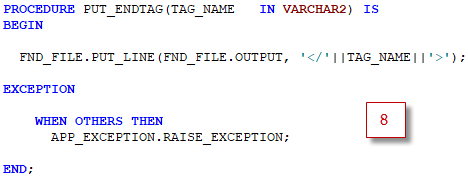 PROCEDURE PUT_ENDTAG(TAG_NAME   IN VARCHAR2) IS
BEGIN
FND_FILE.PUT_LINE(FND_FILE.OUTPUT, '</'||TAG_NAME||'>');
EXCEPTION
WHEN OTHERS THEN
APP_EXCEPTION.RAISE_EXCEPTION;
8
END;